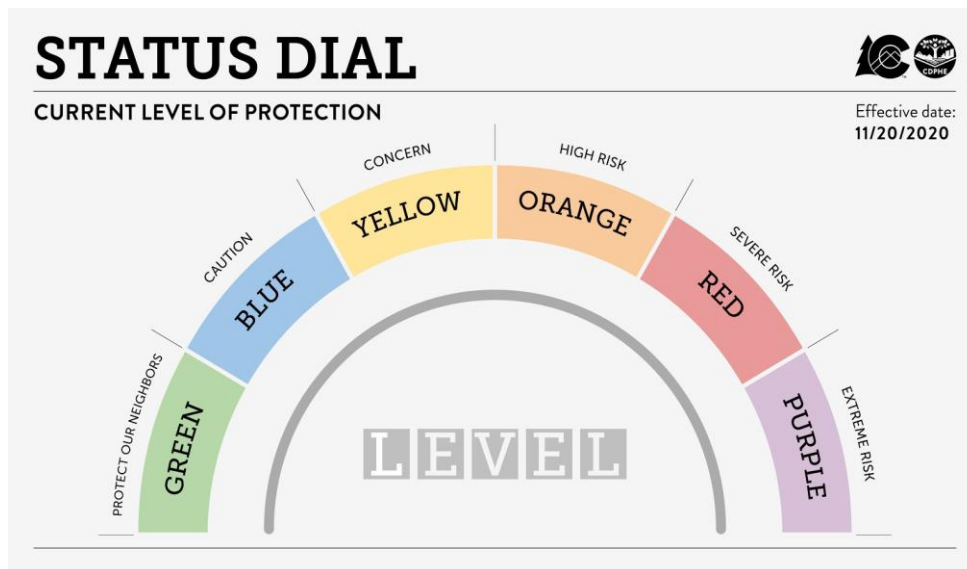 STATUS DIAL
CURRENT LEVEL OF PROTECTION
CDPHE
Effective date:
11/20/2020
PROTECT OUR NEIGHBORS
GREEN
CAUTION
BLUE
CONCERN
YELLOW
HIGH RISK
ORANGE
SEVERE RISK
RED
EXTREME RISK
PURPLE
LEVEL